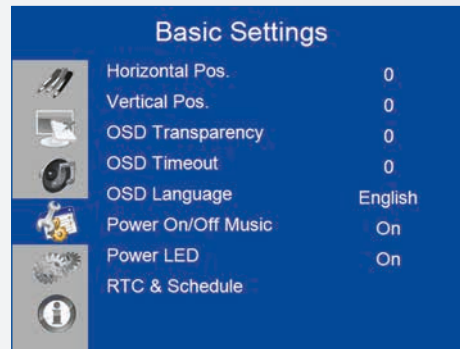 Basic Settings
Horizontal Pos. 0
Vertical Pos. 0
OSD Transparency 0
OSD Timeout 0
OSD Language English
Power On/Off Music On
Power LED On
RTC & Schedule